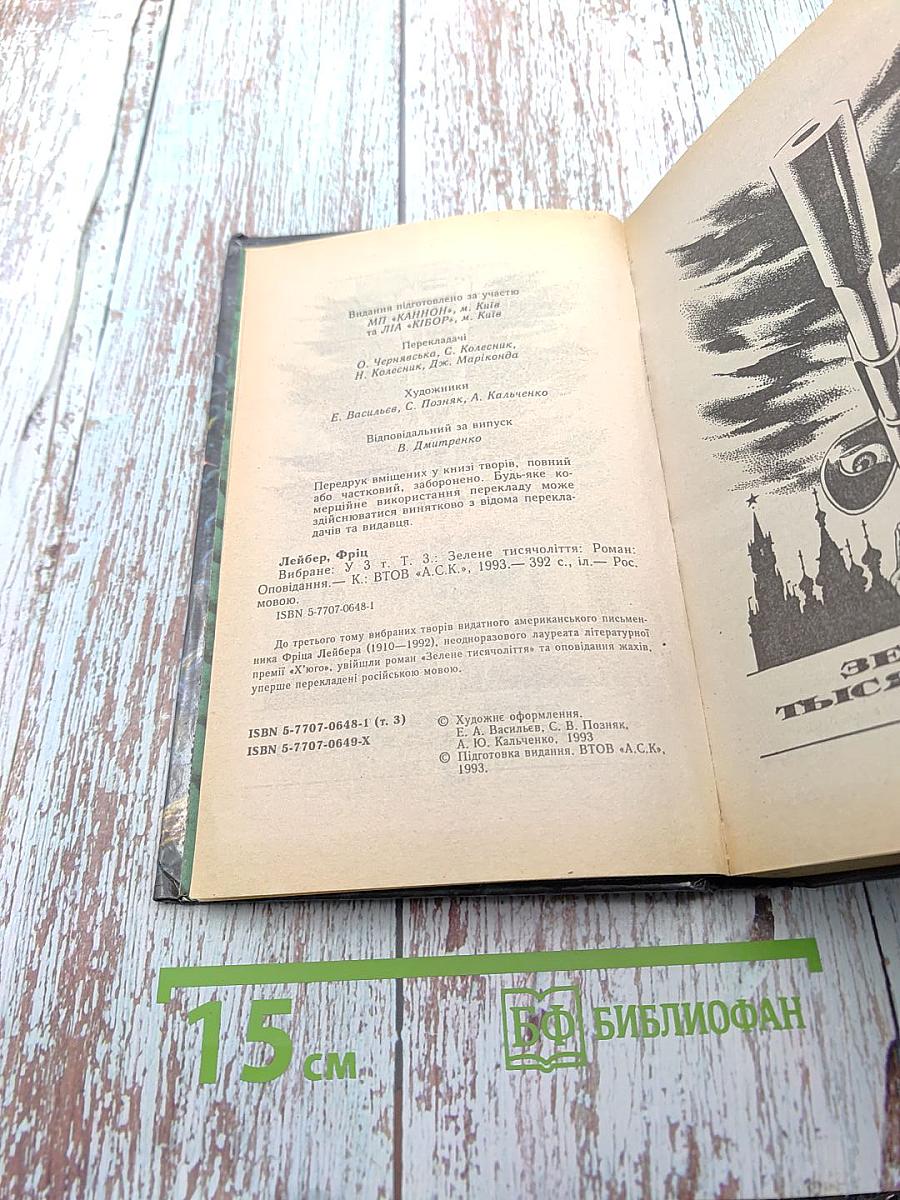 Видання підготовлено за участю
МП «КАННОН», м. Київ
та ЛІА «КІБОР», м. Київ
Перекладачі
О. Чернявська, С. Колесник,
Н. Колесник, Дж. Маріконда
Художники
Е. Васильєв, С. Позняк, А. Кальченко
Відповідальний за випуск
В. Дмитренко
Передрук вміщених у книзі творів, повний
або частковий, заборонено. Будь-яке ко-
мерційне використання перекладу може
здійснюватися винятково з відома перекла-
дачів та видавця.
Лейбер, Фріц
Вибране: У 3 т. Т. 3.: Зелене тисячоліття: Роман:
Оповідання.— К.: ВТОВ «А.С.К.», 1993.— 392 с., іл.— Рос.
мовою.
ISBN 5-7707-0648-1
До третього тому вибраних творів видатного американського письмен-
ника Фріца Лейбера (1910—1992), неодноразового лауреата літературної
премії «Х'юго», увійшли роман «Зелене тисячоліття» та оповідання жахів,
уперше перекладені російською мовою.
ISBN 5-7707-0648-1 (т. 3)
ISBN 5-7707-0649-X
© Художнє оформлення.
Е. А. Васильєв, С. В. Позняк,
А. Ю. Кальченко, 1993
© Підготовка видання. ВТОВ «А.С.К»,
1993.
ЗЕ
ТЫСЯ
15 см
БФ БИБЛИОФАН